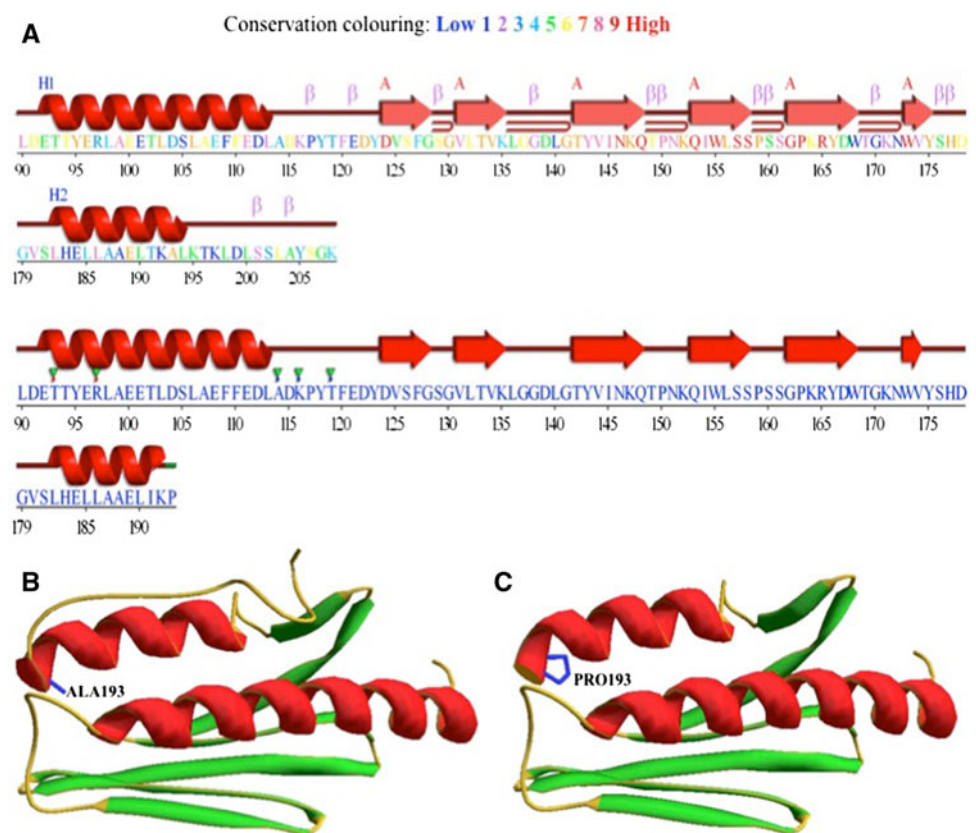 A
Conservation colouring: Low 1 2 3 4 5 6 7 8 9 High
H1 β β A β A β A ββ A ββ A β A ββ
LDETTYERLAEETLDSLAEFFEDLADKPYTFEDYDVSFGSGVLTVKLGGDLGTYVINKQTPNKQIWLSSPSSGPKRYDWTGKNWVYSHD
90 95 100 105 110 115 120 125 130 135 140 145 150 155 160 165 170 175
H2 β β
GVSLHELLAAELTKALKTKLDLSSLAYSGK
179 185 190 195 200 205
LDETTYERLAEETLDSLAEFFEDLADKPYTFEDYDVSFGSGVLTVKLGGDLGTYVINKQTPNKQIWLSSPSSGPKRYDWTGKNWVYSHD
90 95 100 105 110 115 120 125 130 135 140 145 150 155 160 165 170 175
GVSLHELLAAELIKP
179 185 190
B
C
ALA193
PRO193